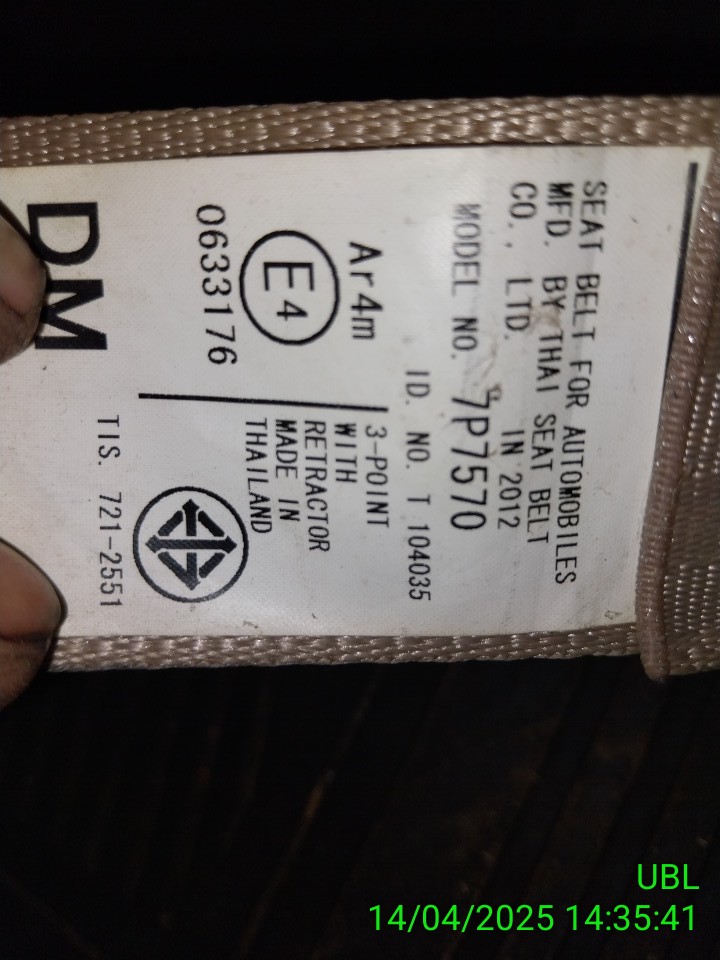 SEAT BELT FOR AUTOMOBILES
MFD. BY THAI SEAT BELT
CO., LTD. IN 2012
MODEL NO. 7P7570
ID. NO. T 104035
Ar4m
E4
0633176
3-POINT
WITH
RETRACTOR
MADE IN
THAILAND
TIS. 721-2551
DM
UBL
14/04/2025 14:35:41